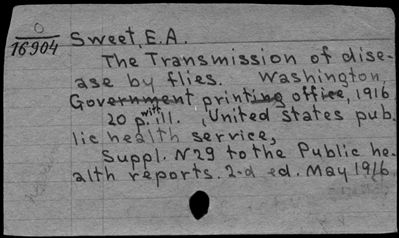 0
16904
Sweet, E.A.
The Transmission of dise-
ase by flies. Washington,
Government printing office, 1916
20 p. with ill. United states pub.
lic health service,
Suppl. N29 to the Public he-
alth reports. 2-d ed. May 1916